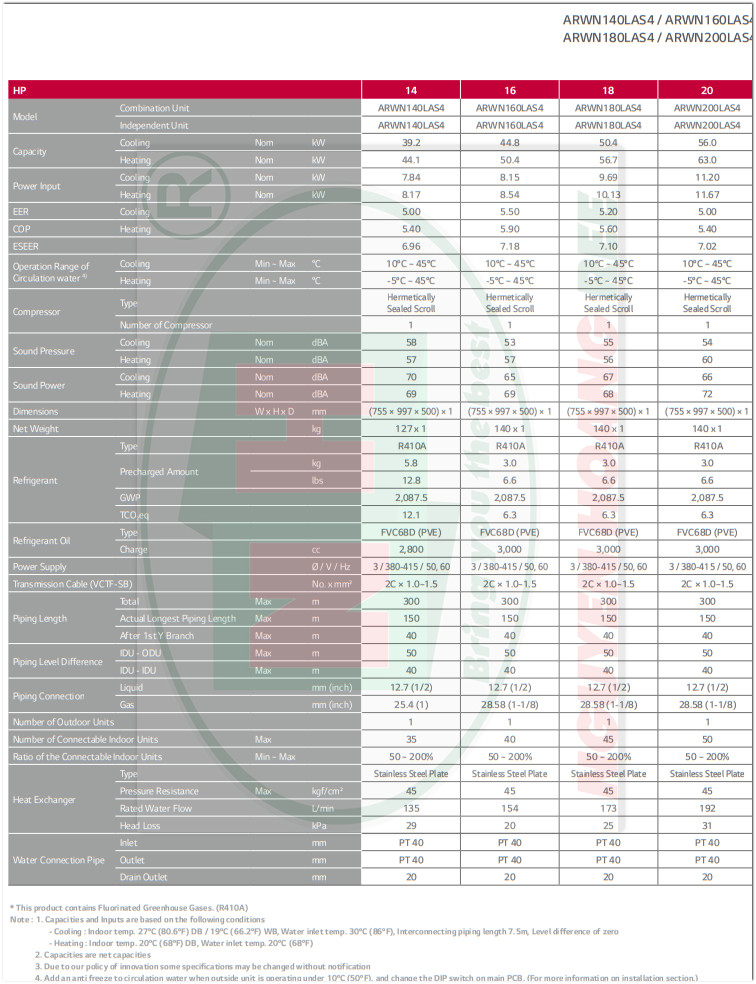 ARWN140LAS4 / ARWN160LAS4
ARWN180LAS4 / ARWN200LAS4
HP 14 16 18 20
Model Combination Unit ARWN140LAS4 ARWN160LAS4 ARWN180LAS4 ARWN200LAS4
Independent Unit ARWN140LAS4 ARWN160LAS4 ARWN180LAS4 ARWN200LAS4
Capacity Cooling Nom kW 39.2 44.8 50.4 56.0
Heating Nom kW 44.1 50.4 56.7 63.0
Power Input Cooling Nom kW 7.84 8.15 9.69 11.20
Heating Nom kW 8.17 8.54 10.13 11.67
EER Cooling 5.00 5.50 5.20 5.00
COP Heating 5.40 5.90 5.60 5.40
ESEER 6.96 7.18 7.10 7.02
Operation Range of Circulation water 4) Cooling Min ~ Max °C 10°C ~ 45°C 10°C ~ 45°C 10°C ~ 45°C 10°C ~ 45°C
Heating Min ~ Max °C -5°C ~ 45°C -5°C ~ 45°C -5°C ~ 45°C -5°C ~ 45°C
Compressor Type Hermetically Sealed Scroll Hermetically Sealed Scroll Hermetically Sealed Scroll Hermetically Sealed Scroll
Number of Compressor 1 1 1 1
Sound Pressure Cooling Nom dBA 58 53 55 54
Heating Nom dBA 57 57 56 60
Sound Power Cooling Nom dBA 70 65 67 66
Heating Nom dBA 69 69 68 72
Dimensions W x H x D mm (755 × 997 × 500) × 1 (755 × 997 × 500) × 1 (755 × 997 × 500) × 1 (755 × 997 × 500) × 1
Net Weight kg 127 x 1 140 x 1 140 x 1 140 x 1
Refrigerant Type R410A R410A R410A R410A
Precharged Amount kg 5.8 3.0 3.0 3.0
lbs 12.8 6.6 6.6 6.6
GWP 2,087.5 2,087.5 2,087.5 2,087.5
TCO₂eq 12.1 6.3 6.3 6.3
Refrigerant Oil Type FVC68D (PVE) FVC68D (PVE) FVC68D (PVE) FVC68D (PVE)
Charge cc 2,800 3,000 3,000 3,000
Power Supply Ø / V / Hz 3 / 380-415 / 50, 60 3 / 380-415 / 50, 60 3 / 380-415 / 50, 60 3 / 380-415 / 50, 60
Transmission Cable (VCTF-SB) No. x mm² 2C × 1.0~1.5 2C × 1.0~1.5 2C × 1.0~1.5 2C × 1.0~1.5
Piping Length Total Max m 300 300 300 300
Actual Longest Piping Length Max m 150 150 150 150
After 1st Y Branch Max m 40 40 40 40
Piping Level Difference IDU - ODU Max m 50 50 50 50
IDU - IDU Max m 40 40 40 40
Piping Connection Liquid mm (inch) 12.7 (1/2) 12.7 (1/2) 12.7 (1/2) 12.7 (1/2)
Gas mm (inch) 25.4 (1) 28.58 (1-1/8) 28.58 (1-1/8) 28.58 (1-1/8)
Number of Outdoor Units 1 1 1 1
Number of Connectable Indoor Units Max 35 40 45 50
Ratio of the Connectable Indoor Units Min ~ Max 50 ~ 200% 50 ~ 200% 50 ~ 200% 50 ~ 200%
Heat Exchanger Type Stainless Steel Plate Stainless Steel Plate Stainless Steel Plate Stainless Steel Plate
Pressure Resistance Max kgf/cm² 45 45 45 45
Rated Water Flow L/min 135 154 173 192
Head Loss kPa 29 20 25 31
Water Connection Pipe Inlet mm PT 40 PT 40 PT 40 PT 40
Outlet mm PT 40 PT 40 PT 40 PT 40
Drain Outlet mm 20 20 20 20
* This product contains Fluorinated Greenhouse Gases. (R410A)
Note : 1. Capacities and Inputs are based on the following conditions
- Cooling : Indoor temp. 27°C (80.6°F) DB / 19°C (66.2°F) WB, Water inlet temp. 30°C (86°F), Interconnecting piping length 7.5m, Level difference of zero
- Heating : Indoor temp. 20°C (68°F) DB, Water inlet temp. 20°C (68°F)
2. Capacities are net capacities
3. Due to our policy of innovation some specifications may be changed without notification
4. Add an anti freeze to circulation water when outside unit is operating under 10°C (50°F), and change the DIP switch on main PCB. (For more information on installation section.)
®
Bring you the best